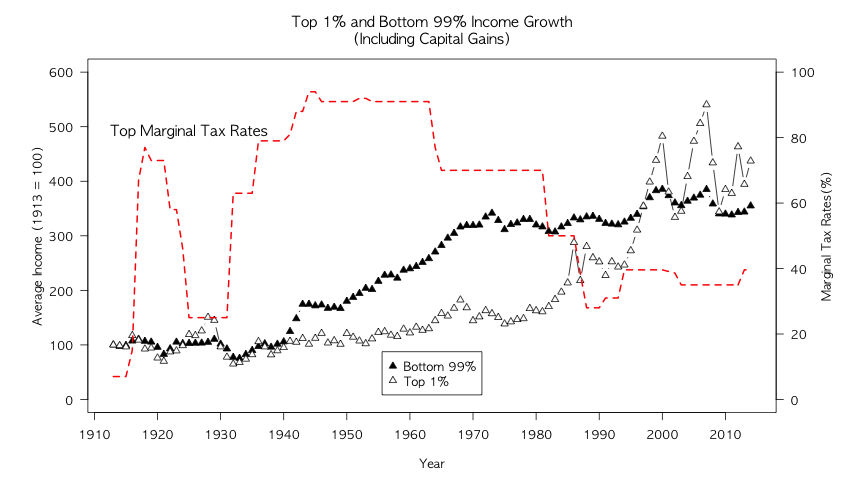 Top 1% and Bottom 99% Income Growth
(Including Capital Gains)
Top Marginal Tax Rates
Average Income (1913 = 100)
600
500
400
300
200
100
0
100
80
60
40
20
0
Marginal Tax Rates(%)
Bottom 99%
Top 1%
1910 1920 1930 1940 1950 1960 1970 1980 1990 2000 2010
Year